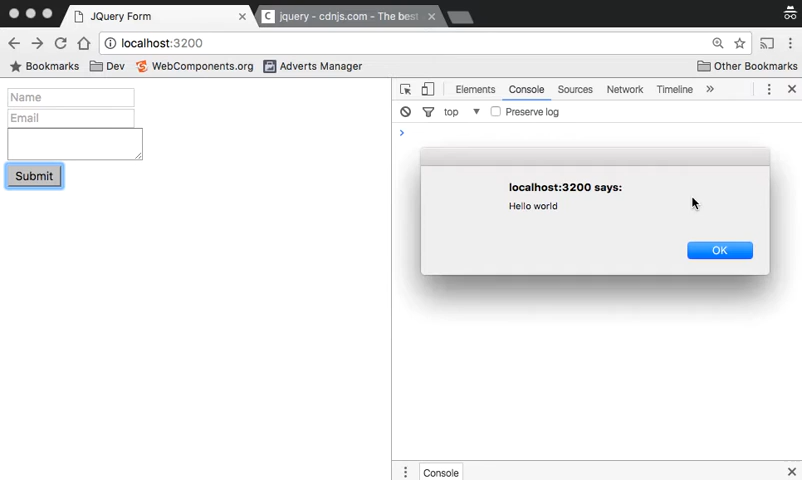 JQuery Form
jquery - cdnjs.com - The best
localhost:3200
Bookmarks Dev WebComponents.org Adverts Manager Other Bookmarks
Name
Email
Submit
Elements Console Sources Network Timeline »
top Preserve log
localhost:3200 says:
Hello world
OK
Console